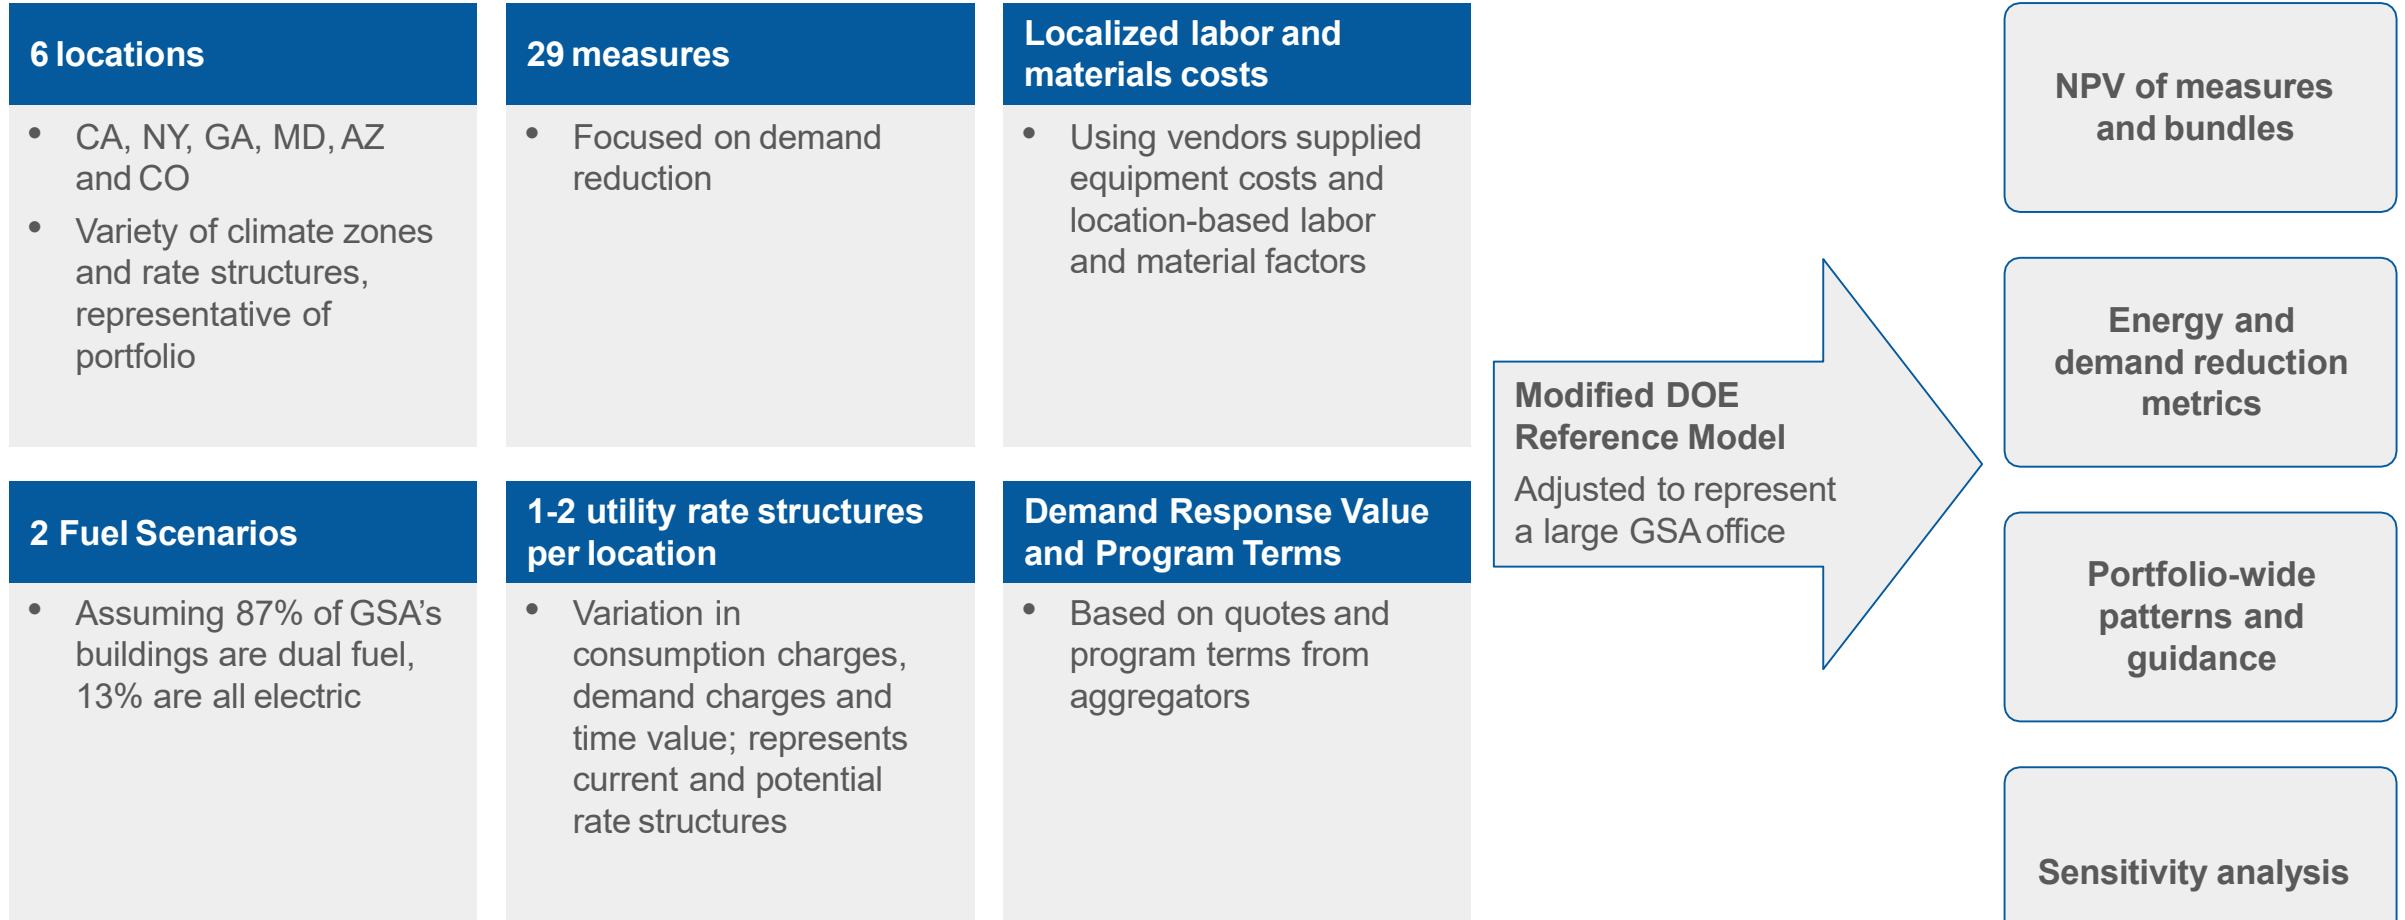 6 locations
• CA, NY, GA, MD, AZ
and CO
• Variety of climate zones
and rate structures,
representative of
portfolio
29 measures
• Focused on demand
reduction
Localized labor and
materials costs
• Using vendors supplied
equipment costs and
location-based labor
and material factors
2 Fuel Scenarios
• Assuming 87% of GSA’s
buildings are dual fuel,
13% are all electric
1-2 utility rate structures
per location
• Variation in
consumption charges,
demand charges and
time value; represents
current and potential
rate structures
Demand Response Value
and Program Terms
• Based on quotes and
program terms from
aggregators
Modified DOE
Reference Model
Adjusted to represent
a large GSA office
NPV of measures
and bundles
Energy and
demand reduction
metrics
Portfolio-wide
patterns and
guidance
Sensitivity analysis